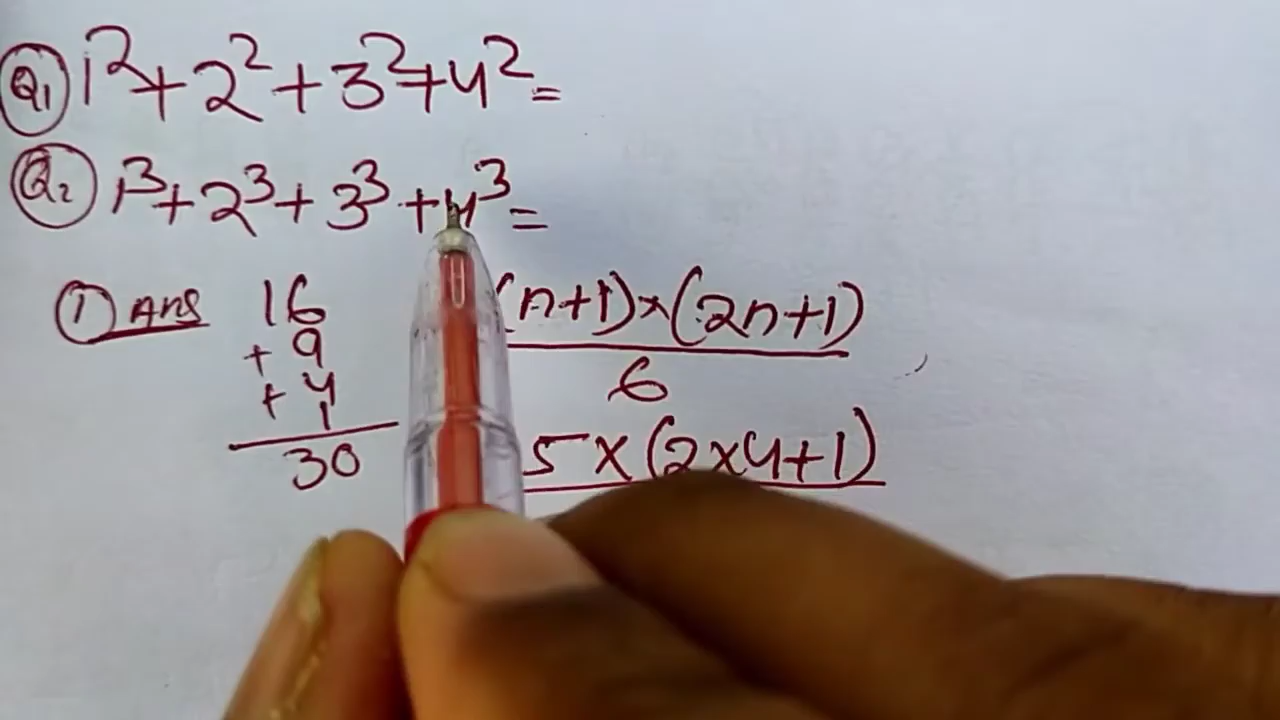 Q1 1² + 2² + 3² + 4² =
Q2 1³ + 2³ + 3³ + 4³ =
1 Ans 16
+ 9
+ 4
1
30
(n+1)×(2n+1)
6
5×(2×4+1)